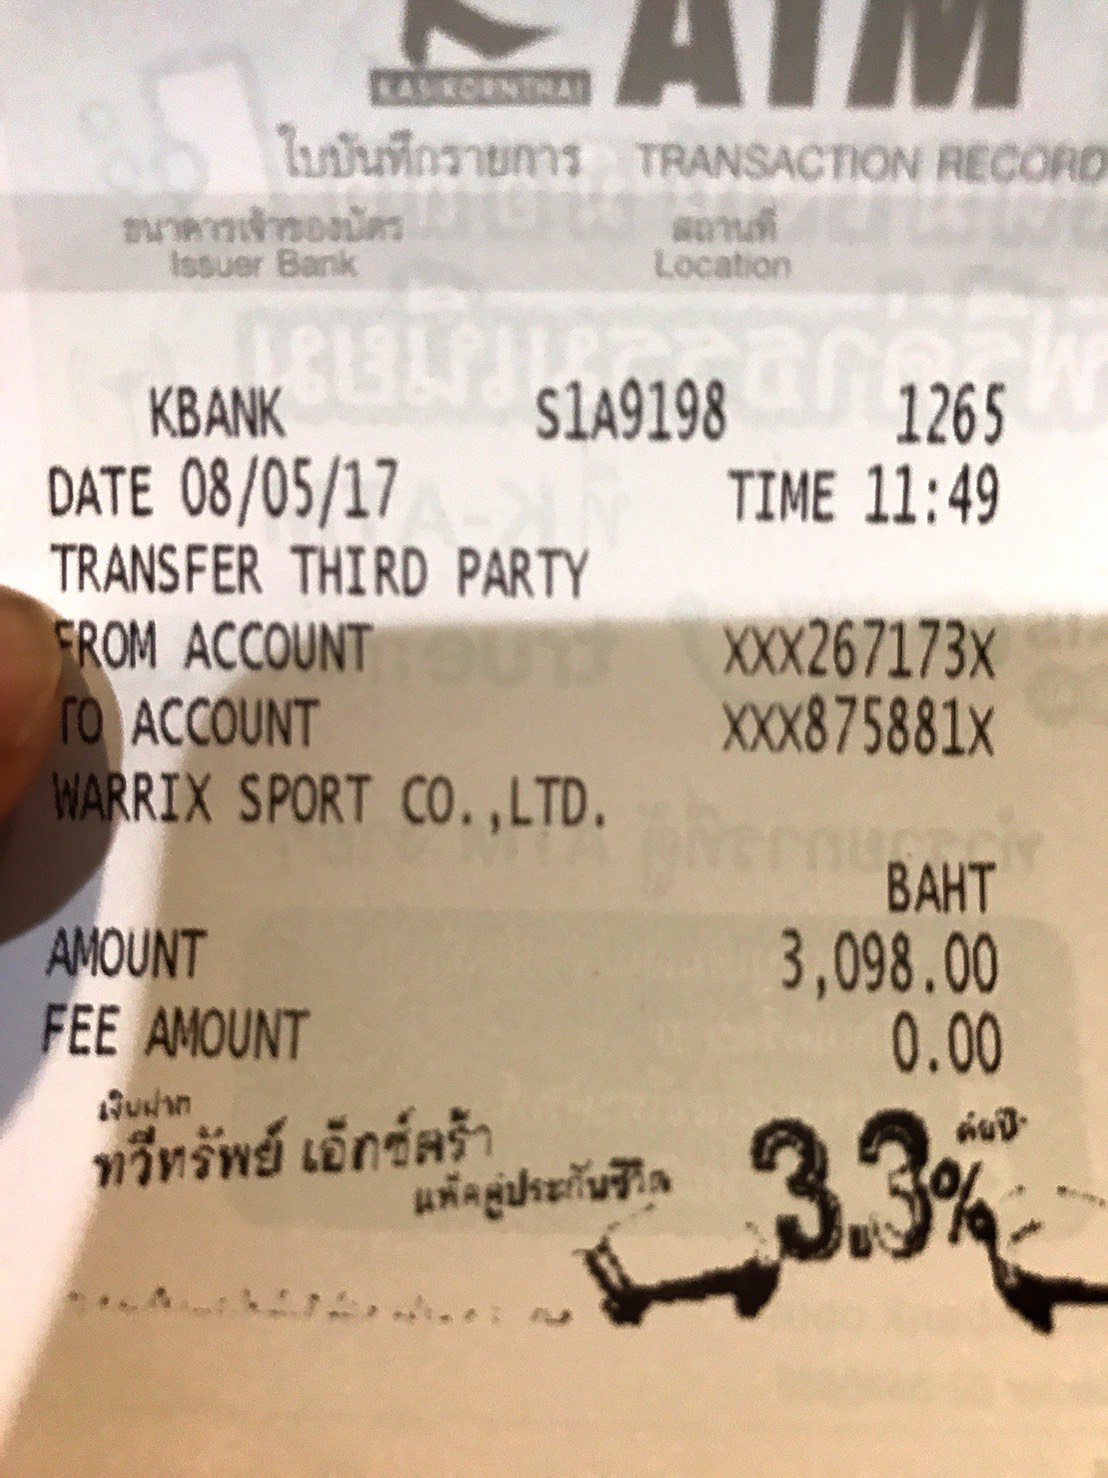 ATM
KASIKORNTHAI
ใบบันทึกรายการ TRANSACTION RECORD
ธนาคารเจ้าของบัตร สถานที่
Issuer Bank Location
KBANK S1A9198 1265
DATE 08/05/17 TIME 11:49
TRANSFER THIRD PARTY
FROM ACCOUNT XXX267173X
TO ACCOUNT XXX875881X
WARRIX SPORT CO.,LTD.
BAHT
AMOUNT 3,098.00
FEE AMOUNT 0.00
เงินฝาก
ทวีทรัพย์ เอ็กซ์ตร้า 3.3% ต่อปี*
แพ็คคู่ประกันชีวิต